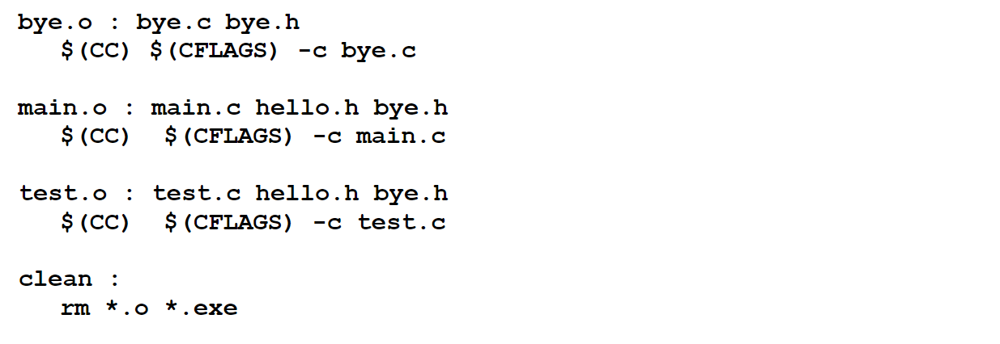 bye.o : bye.c bye.h
$(CC) $(CFLAGS) -c bye.c
main.o : main.c hello.h bye.h
$(CC)  $(CFLAGS) -c main.c
test.o : test.c hello.h bye.h
$(CC)  $(CFLAGS) -c test.c
clean :
rm *.o *.exe